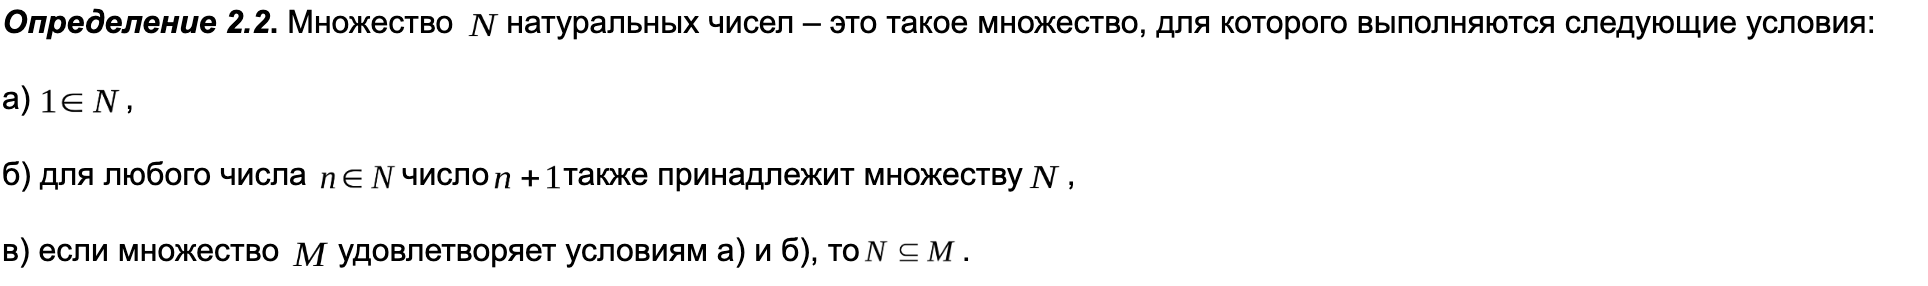 Определение 2.2. Множество N натуральных чисел – это такое множество, для которого выполняются следующие условия:
а) 1 ∈ N ,
б) для любого числа n ∈ N число n + 1 также принадлежит множеству N ,
в) если множество M удовлетворяет условиям а) и б), то N ⊆ M .